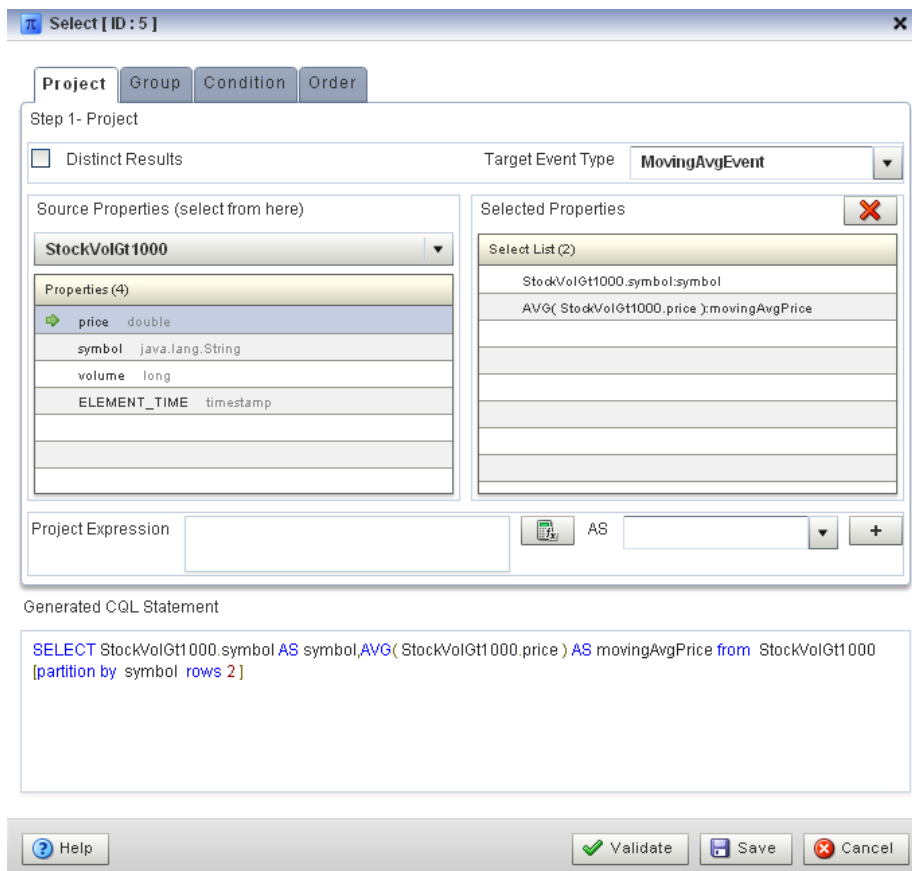 π Select [ ID : 5 ]
Project Group Condition Order
Step 1- Project
Distinct Results
Target Event Type MovingAvgEvent
Source Properties (select from here)
StockVolGt1000
Properties (4)
price double
symbol java.lang.String
volume long
ELEMENT_TIME timestamp
Selected Properties
Select List (2)
StockVolGt1000.symbol:symbol
AVG( StockVolGt1000.price ):movingAvgPrice
Project Expression
AS
+
Generated CQL Statement
SELECT StockVolGt1000.symbol AS symbol,AVG( StockVolGt1000.price ) AS movingAvgPrice from StockVolGt1000
[partition by symbol rows 2 ]
? Help Validate Save Cancel